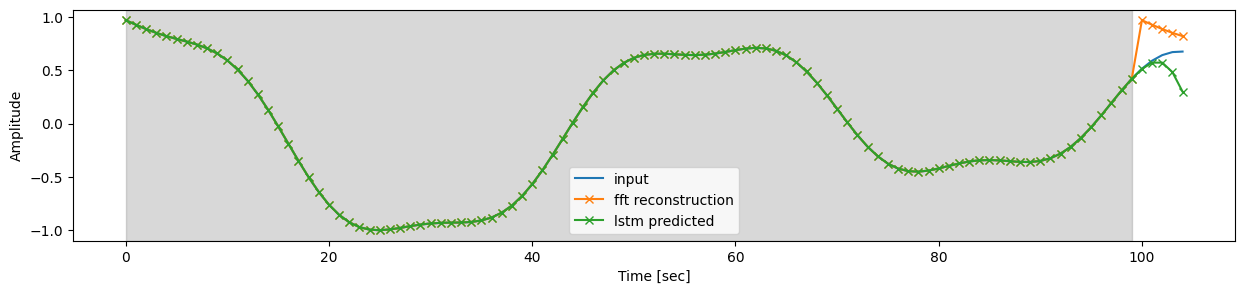 1.0
0.5
0.0
−0.5
−1.0
Amplitude
input
fft reconstruction
lstm predicted
0 20 40 60 80 100
Time [sec]